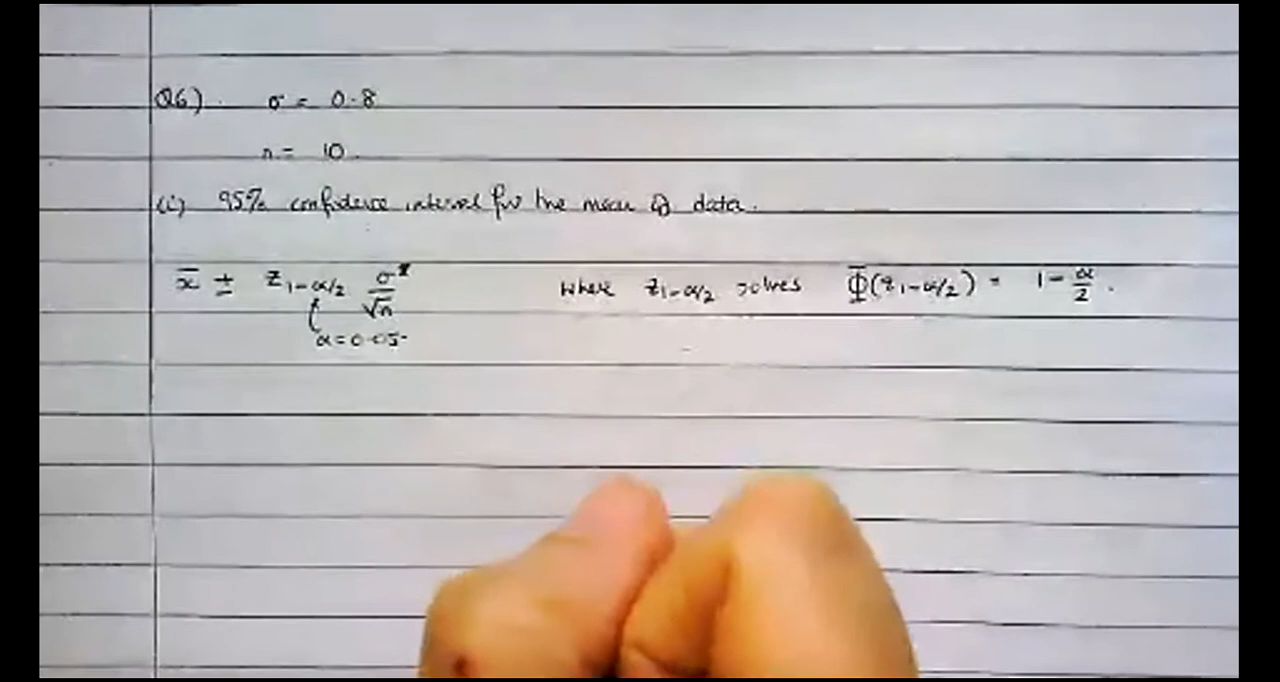 Q6). σ = 0.8
n = 10.
(i) 95% confidence interval for the mean of data.
x̄ ± z₁₋α/₂ σ/√n where z₁₋α/₂ solves Φ(z₁₋α/₂) = 1 - α/2 .
α = 0.05